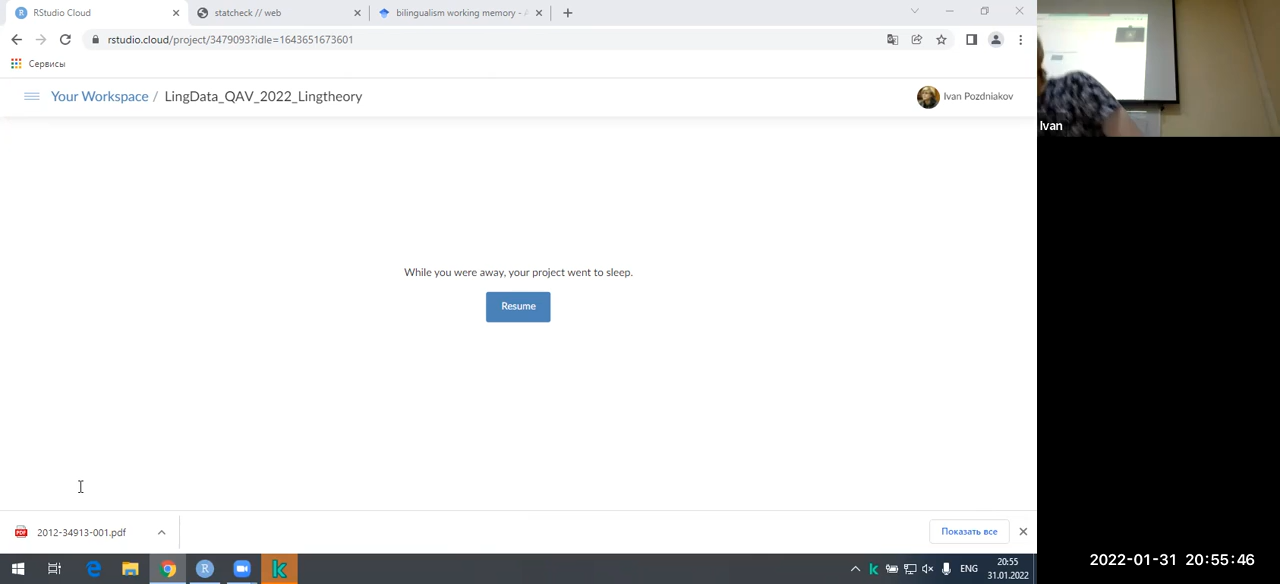 RStudio Cloud
statcheck // web
bilingualism working memory -
rstudio.cloud/project/3479093?idle=1643651673601
Сервисы
Your Workspace / LingData_QAV_2022_Lingtheory
Ivan Pozdniakov
Ivan
While you were away, your project went to sleep.
Resume
2012-34913-001.pdf
Показать все
ENG
20:55
31.01.2022
2022-01-31 20:55:46